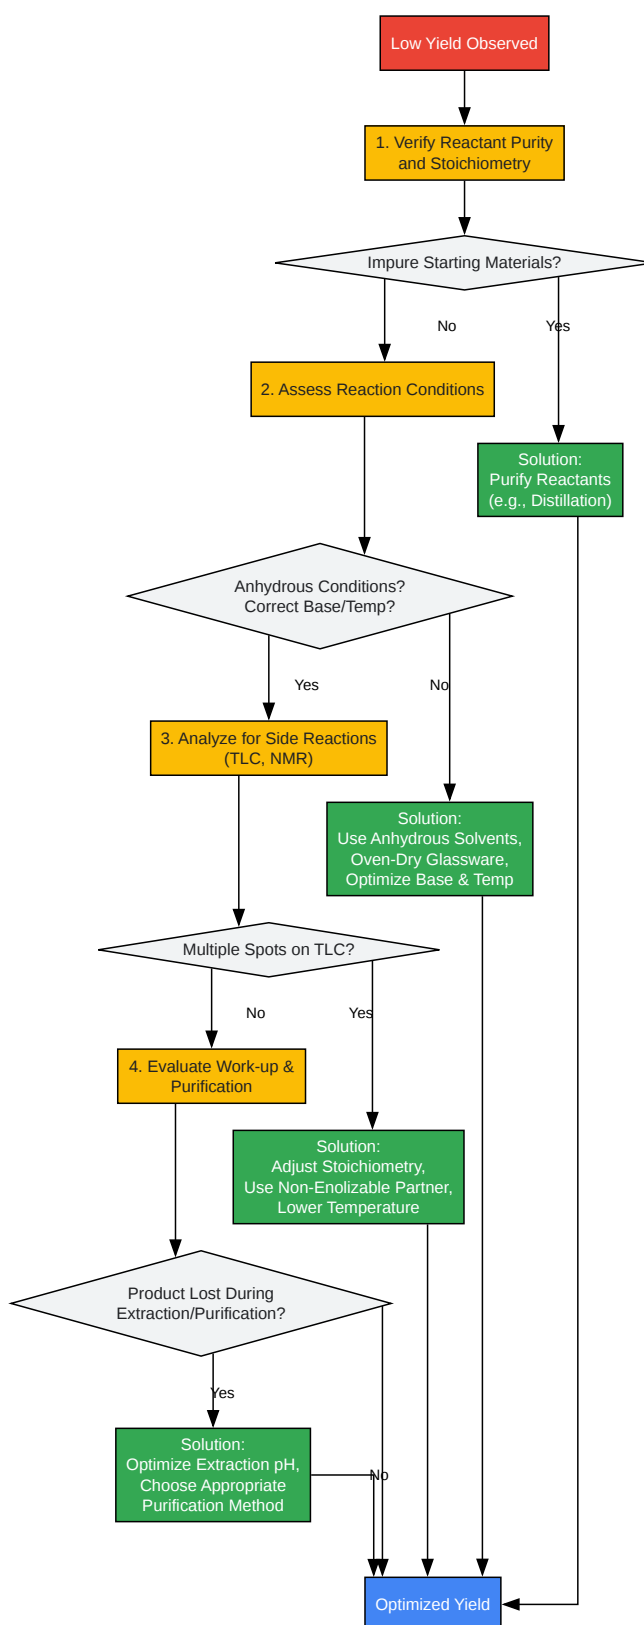 Low Yield Observed
1. Verify Reactant Purity
and Stoichiometry
Impure Starting Materials?
No
Yes
2. Assess Reaction Conditions
Solution:
Purify Reactants
(e.g., Distillation)
Anhydrous Conditions?
Correct Base/Temp?
Yes
No
3. Analyze for Side Reactions
(TLC, NMR)
Solution:
Use Anhydrous Solvents,
Oven-Dry Glassware,
Optimize Base & Temp
Multiple Spots on TLC?
No
Yes
4. Evaluate Work-up &
Purification
Solution:
Adjust Stoichiometry,
Use Non-Enolizable Partner,
Lower Temperature
Product Lost During
Extraction/Purification?
Yes
Solution:
Optimize Extraction pH,
Choose Appropriate
Purification Method
No
Optimized Yield